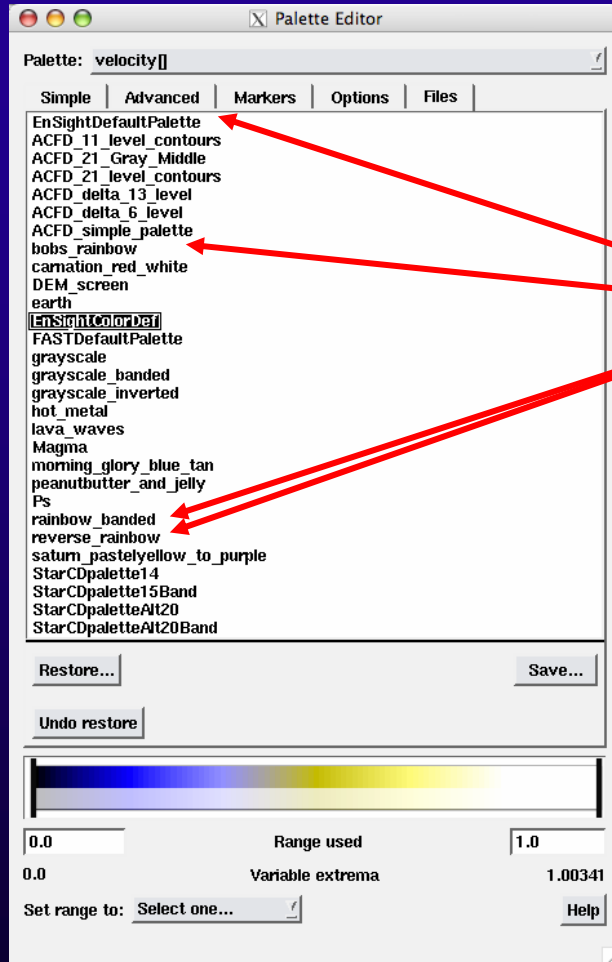 X Palette Editor
Palette: velocity[]
Simple Advanced Markers Options Files
EnSightDefaultPalette
ACFD_11_level_contours
ACFD_21_Gray_Middle
ACFD_21_level_contours
ACFD_delta_13_level
ACFD_delta_6_level
ACFD_simple_palette
bobs_rainbow
carnation_red_white
DEM_screen
earth
EnSightColorDef
FASTDefaultPalette
grayscale
grayscale_banded
grayscale_inverted
hot_metal
lava_waves
Magma
morning_glory_blue_tan
peanutbutter_and_jelly
Ps
rainbow_banded
reverse_rainbow
saturn_pastelyellow_to_purple
StarCDpalette14
StarCDpalette15Band
StarCDpaletteAlt20
StarCDpaletteAlt20Band
Restore... Save...
Undo restore
0.0 Range used 1.0
0.0 Variable extrema 1.00341
Set range to: Select one... Help